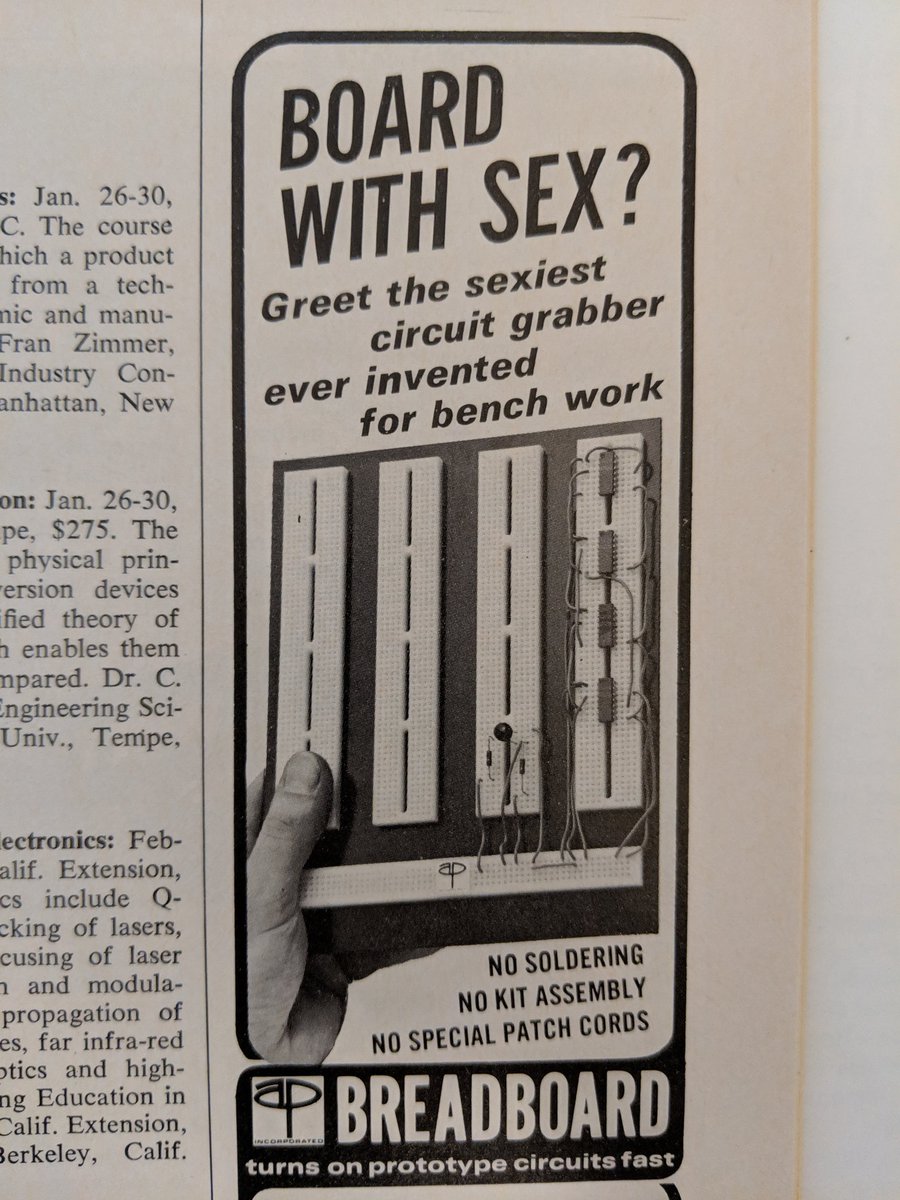 s: Jan. 26-30,
C. The course
hich a product
from a tech-
mic and manu-
Fran Zimmer,
Industry Con-
anhattan, New
on: Jan. 26-30,
pe, $275. The
physical prin-
version devices
ified theory of
h enables them
mpared. Dr. C.
Engineering Sci-
Univ., Tempe,
lectronics: Feb-
alif. Extension,
ics include Q-
cking of lasers,
cusing of laser
n and modula-
propagation of
es, far infra-red
ptics and high-
ng Education in
Calif. Extension,
Berkeley, Calif.
BOARD
WITH SEX?
Greet the sexiest
circuit grabber
ever invented
for bench work
ap
NO SOLDERING
NO KIT ASSEMBLY
NO SPECIAL PATCH CORDS
ap
INCORPORATED
BREADBOARD
turns on prototype circuits fast